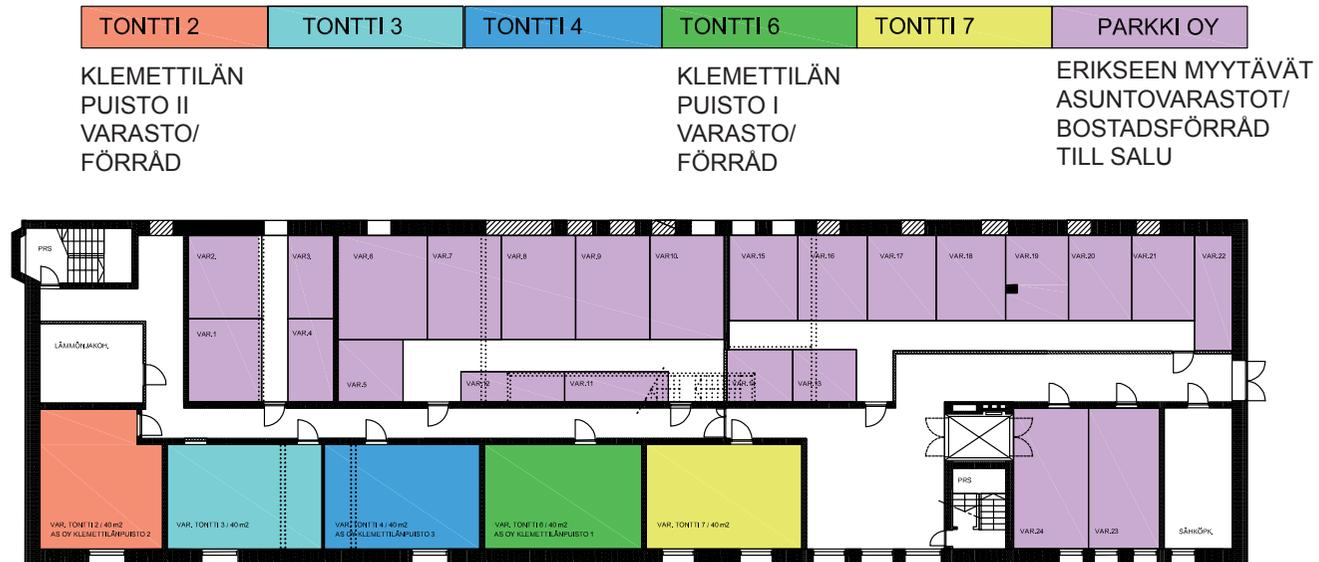 TONTTI 2
TONTTI 3
TONTTI 4
TONTTI 6
TONTTI 7
PARKKI OY
KLEMETTILÄN
PUISTO II
VARASTO/
FÖRRÅD
KLEMETTILÄN
PUISTO I
VARASTO/
FÖRRÅD
ERIKSEEN MYYTÄVÄT
ASUNTOVARASTOT/
BOSTADSFÖRRÅD
TILL SALU
PRS
VAR2.
VAR3.
VAR.6
VAR.7
VAR.8
VAR.9
VAR10.
VAR.15
VAR.16
VAR.17
VAR.18
VAR.19
VAR.20
VAR.21
VAR.22
VAR.1
VAR.4
LÄMMÖNJAKOH.
VAR.5
VAR.12
VAR.11
VAR.13
PRS
VAR. TONTTI 2 / 40 m2
AS OY KLEMETTILÄNPUISTO 2
VAR. TONTTI 3 / 40 m2
VAR. TONTTI 4 / 40 m2
AS OY KLEMETTILÄNPUISTO 3
VAR. TONTTI 6 / 40 m2
AS OY KLEMETTILÄNPUISTO 1
VAR. TONTTI 7 / 40 m2
VAR.24
VAR.23
SÄHKÖPK.